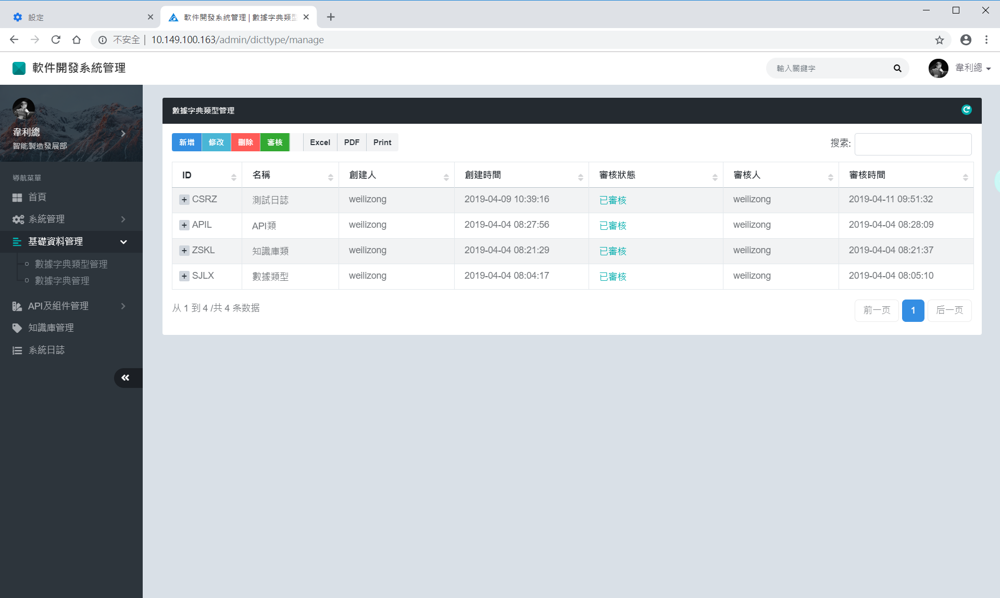 設定
軟件開發系統管理 | 數據字典類型
不安全 | 10.149.100.163/admin/dicttype/manage
軟件開發系統管理
輸入關鍵字
韋利總
韋利總
智能製造發展部
導航菜單
首頁
系統管理
基礎資料管理
數據字典類型管理
數據字典管理
API及組件管理
知識庫管理
系統日誌
數據字典類型管理
新增 修改 刪除 審核 Excel PDF Print
搜索:
ID 名稱 創建人 創建時間 審核狀態 審核人 審核時間
CSRZ 測試日誌 weilizong 2019-04-09 10:39:16 已審核 weilizong 2019-04-11 09:51:32
APIL API類 weilizong 2019-04-04 08:27:56 已審核 weilizong 2019-04-04 08:28:09
ZSKL 知識庫類 weilizong 2019-04-04 08:21:29 已審核 weilizong 2019-04-04 08:21:37
SJLX 數據類型 weilizong 2019-04-04 08:04:17 已審核 weilizong 2019-04-04 08:05:10
从 1 到 4 /共 4 条数据
前一页 1 后一页